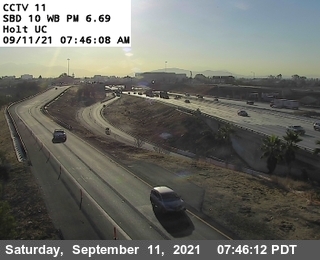 CCTV 11
SBD 10 WB PM 6.69
Holt UC
09/11/21 07:46:08 AM
Saturday, September 11, 2021 07:46:12 PDT